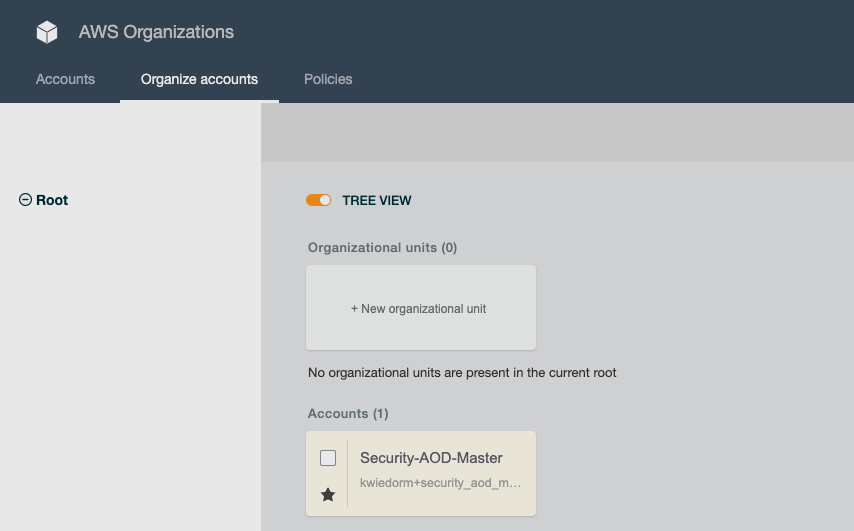 AWS Organizations
Accounts
Organize accounts
Policies
Root
TREE VIEW
Organizational units (0)
+ New organizational unit
No organizational units are present in the current root
Accounts (1)
Security-AOD-Master
kwiedorm+security_aod_m...